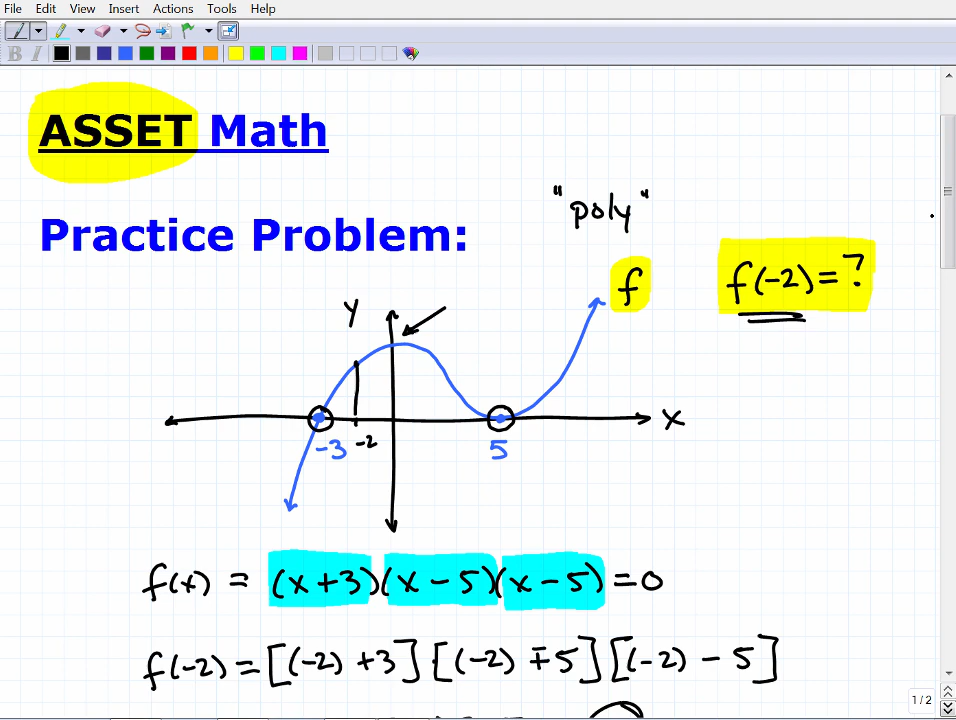 File Edit View Insert Actions Tools Help
B I
ASSET Math
"poly"
Practice Problem:
f
f(-2) = ?
y
x
-3 -2 5
f(x) = (x+3)(x-5)(x-5) = 0
f(-2) = [(-2)+3]·[(-2)-5][(-2)-5]
1 / 2